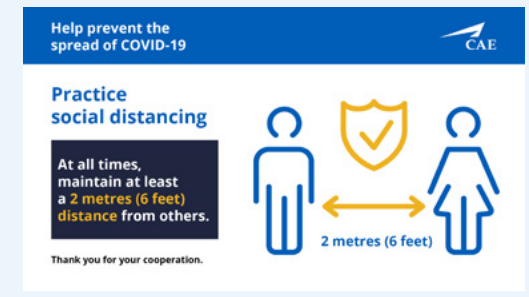 Help prevent the
spread of COVID-19
CAE
Practice
social distancing
At all times,
maintain at least
a 2 metres (6 feet)
distance from others.
2 metres (6 feet)
Thank you for your cooperation.